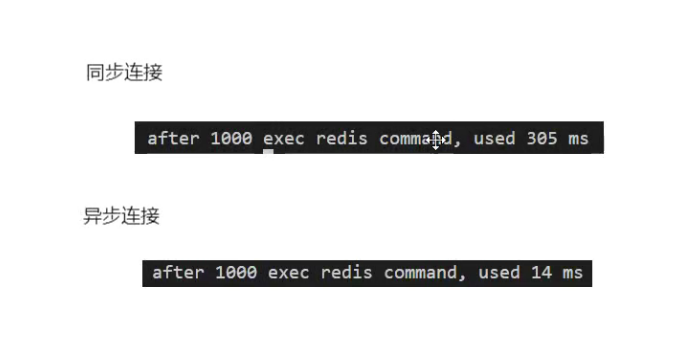 同步连接
after 1000 exec redis command, used 305 ms
异步连接
after 1000 exec redis command, used 14 ms